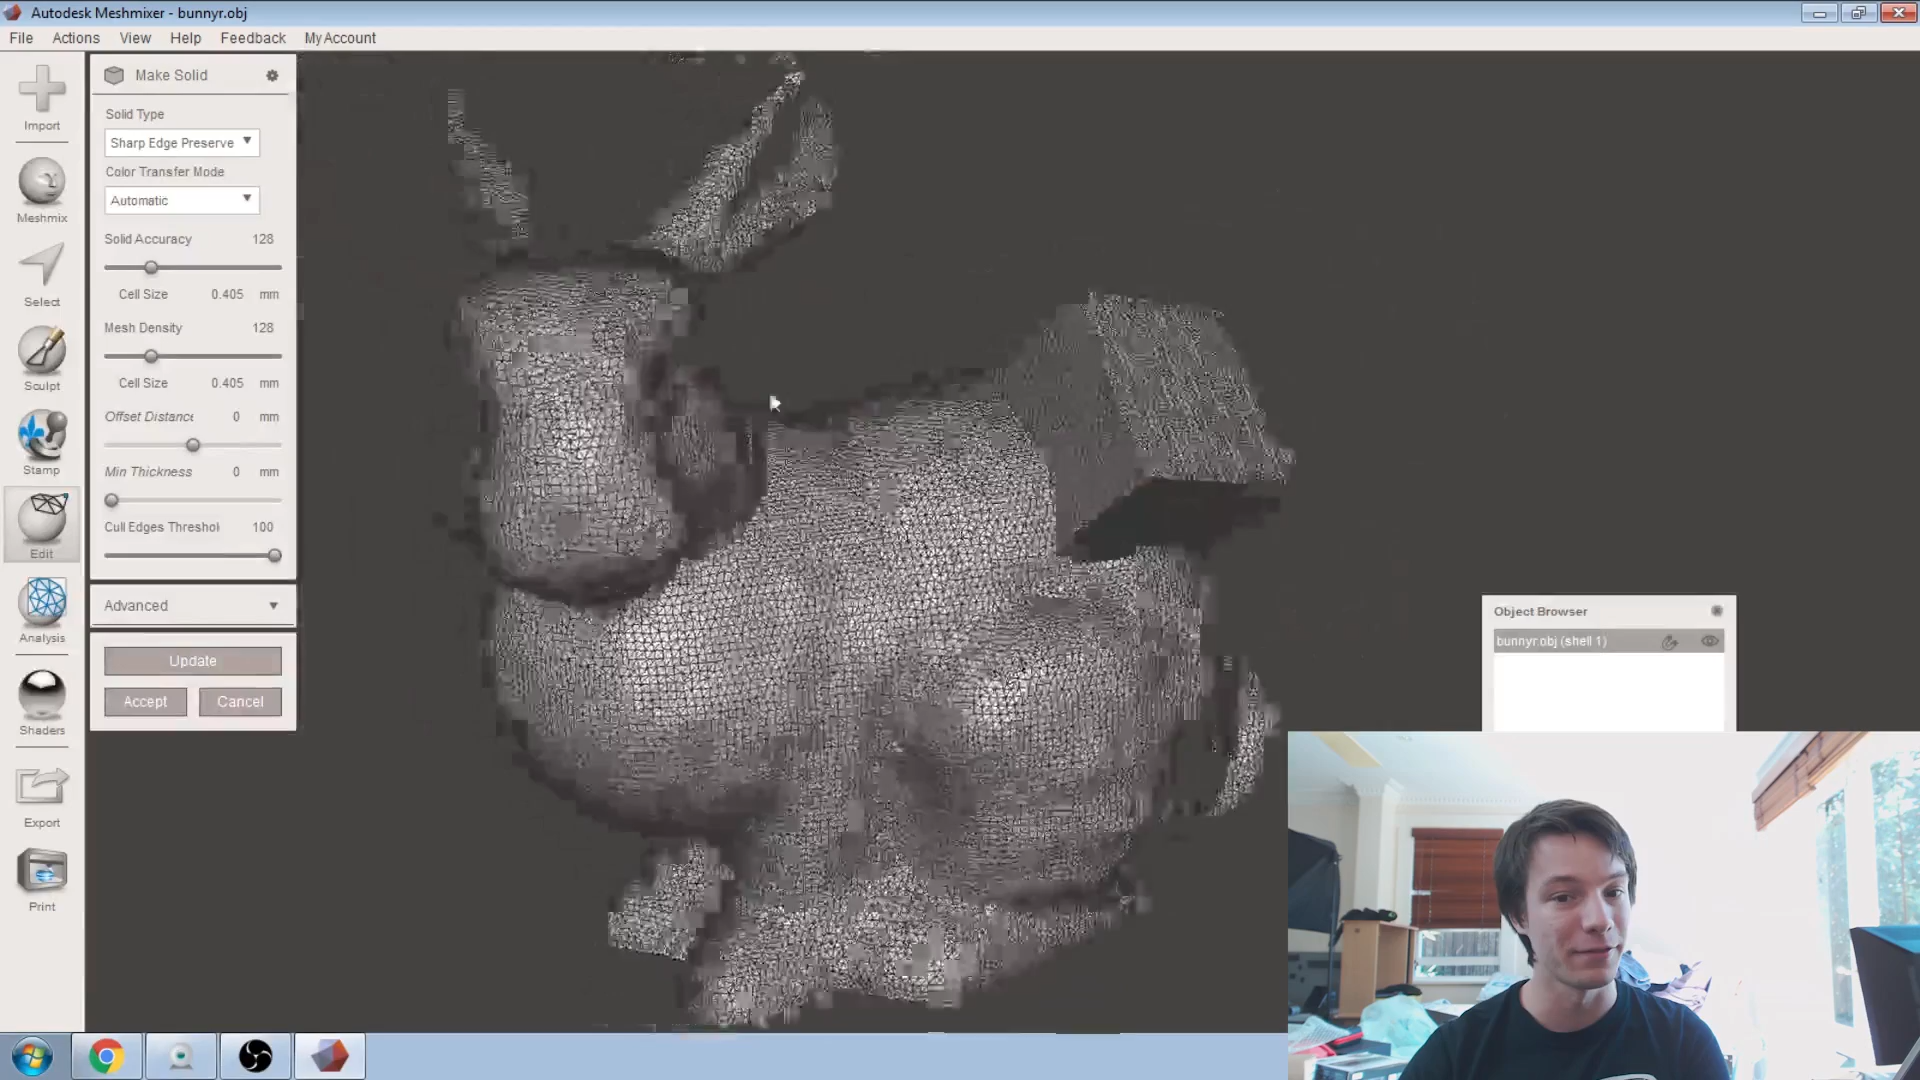 Autodesk Meshmixer - bunnyr.obj
File Actions View Help Feedback My Account
Import
Meshmix
Select
Sculpt
Stamp
Edit
Analysis
Shaders
Export
Print
Make Solid
Solid Type
Sharp Edge Preserve
Color Transfer Mode
Automatic
Solid Accuracy 128
Cell Size 0.405 mm
Mesh Density 128
Cell Size 0.405 mm
Offset Distance 0 mm
Min Thickness 0 mm
Cull Edges Threshol 100
Advanced
Update
Accept Cancel
Object Browser
bunnyr.obj (shell 1)